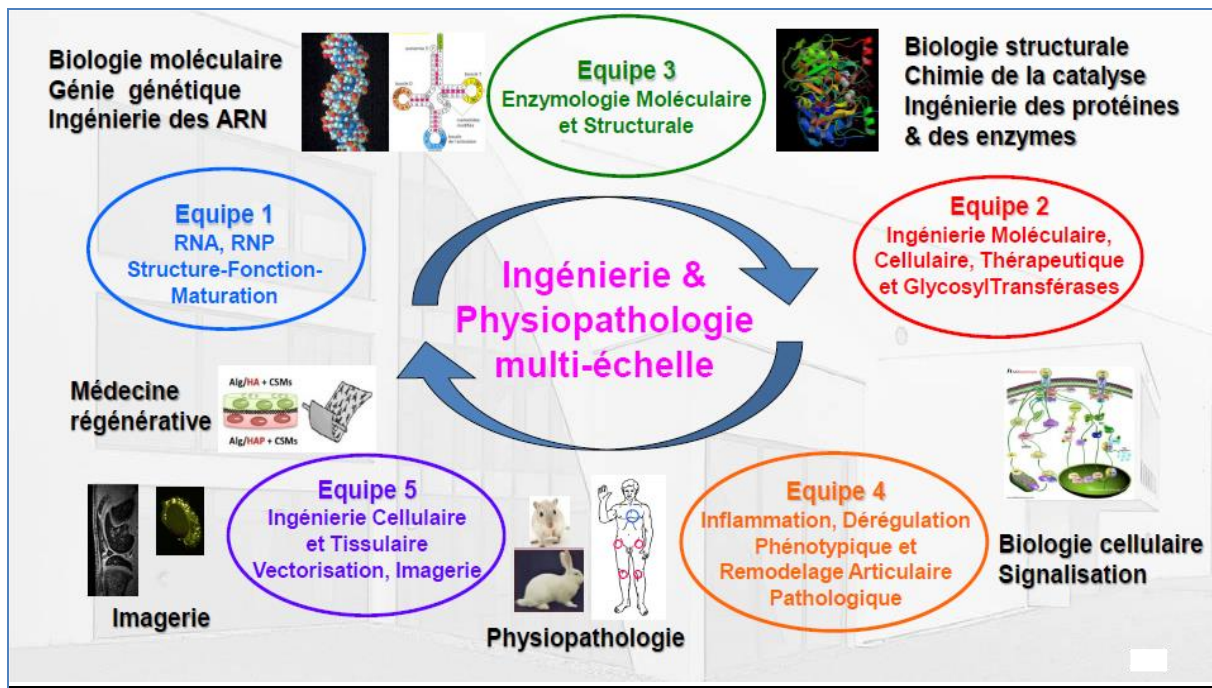 Biologie moléculaire
Génie génétique
Ingénierie des ARN
Equipe 3
Enzymologie Moléculaire
et Structurale
Biologie structurale
Chimie de la catalyse
Ingénierie des protéines
& des enzymes
Equipe 1
RNA, RNP
Structure-Fonction-
Maturation
Ingénierie &
Physiopathologie
multi-échelle
Equipe 2
Ingénierie Moléculaire,
Cellulaire, Thérapeutique
et GlycosylTransférases
Médecine
régénérative
Alg/HA + CSMs
Alg/HAP + CSMs
Equipe 5
Ingénierie Cellulaire
et Tissulaire
Vectorisation, Imagerie
Imagerie
Physiopathologie
Equipe 4
Inflammation, Dérégulation
Phénotypique et
Remodelage Articulaire
Pathologique
Biologie cellulaire
Signalisation